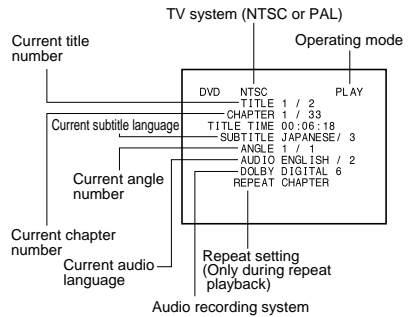 TV system (NTSC or PAL)
Current title
number
Operating mode
DVD NTSC PLAY
TITLE 1 / 2
CHAPTER 1 / 33
TITLE TIME 00:06:18
SUBTITLE JAPANESE/ 3
ANGLE 1 / 1
AUDIO ENGLISH / 2
DOLBY DIGITAL 6
REPEAT CHAPTER
Current subtitle language
Current angle
number
Current chapter
number
Current audio
language
Repeat setting
(Only during repeat
playback)
Audio recording system